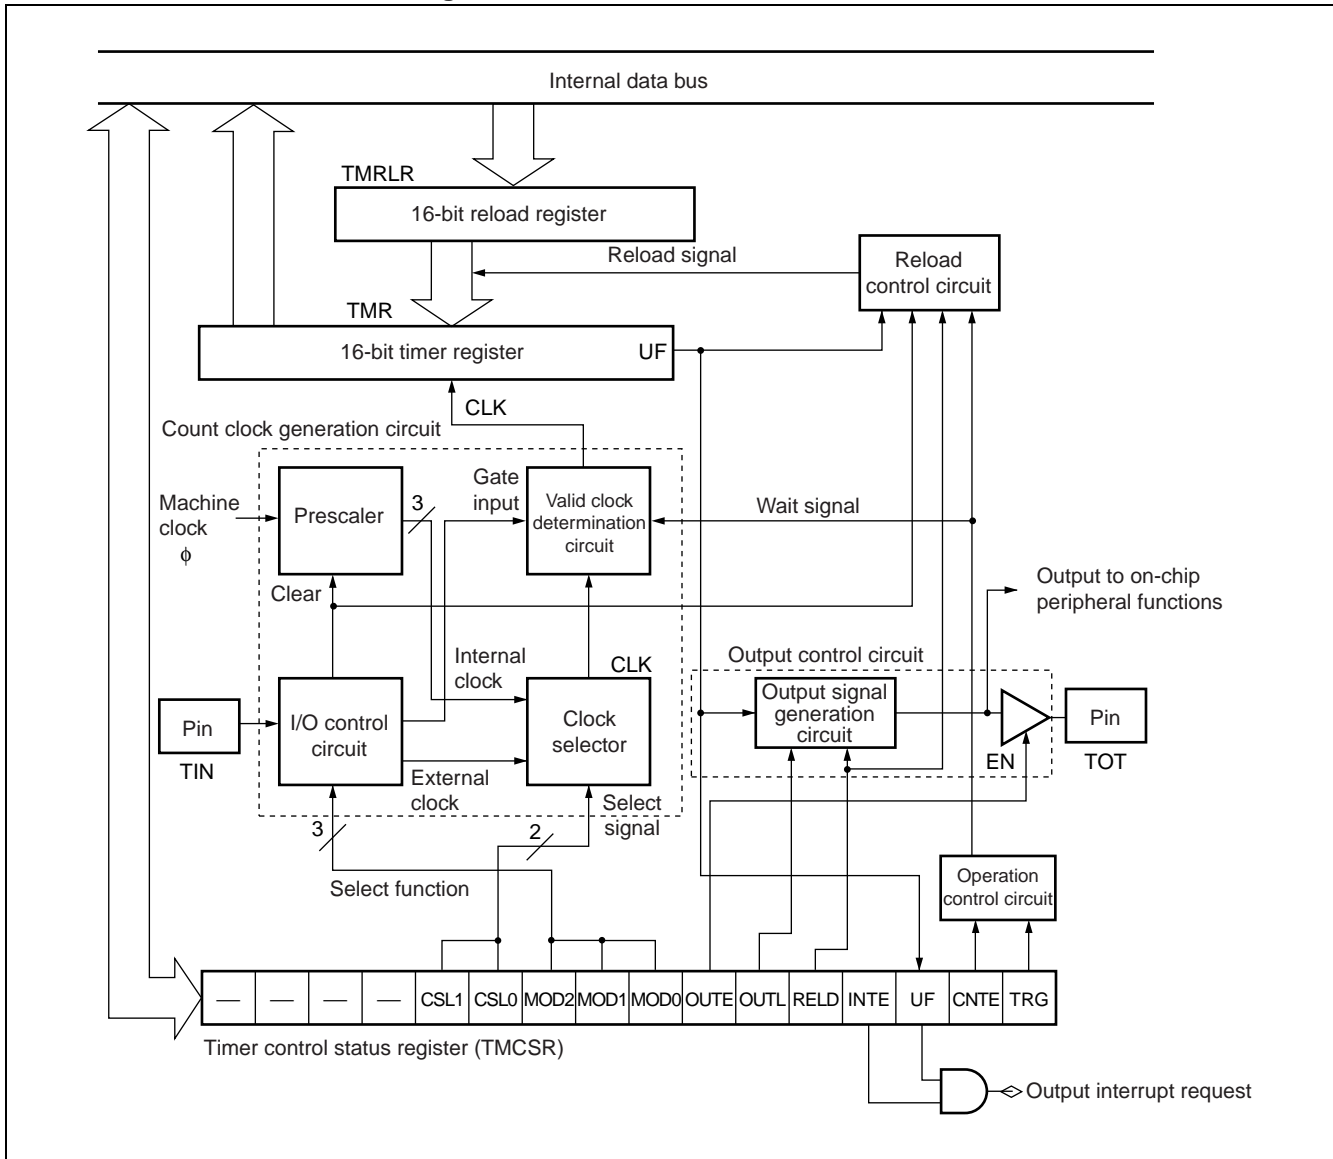 Internal data bus
TMRLR
16-bit reload register
Reload signal
Reload
control circuit
TMR
16-bit timer register
UF
CLK
Count clock generation circuit
Machine
clock
ϕ
Prescaler
3
Gate
input
Valid clock
determination
circuit
Wait signal
Clear
Output to on-chip
peripheral functions
Internal
clock
CLK
Output control circuit
Pin
TIN
I/O control
circuit
Clock
selector
Output signal
generation
circuit
EN
Pin
TOT
External
clock
Select
signal
3
2
Select function
Operation
control circuit
— — — — CSL1 CSL0 MOD2 MOD1 MOD0 OUTE OUTL RELD INTE UF CNTE TRG
Timer control status register (TMCSR)
Output interrupt request